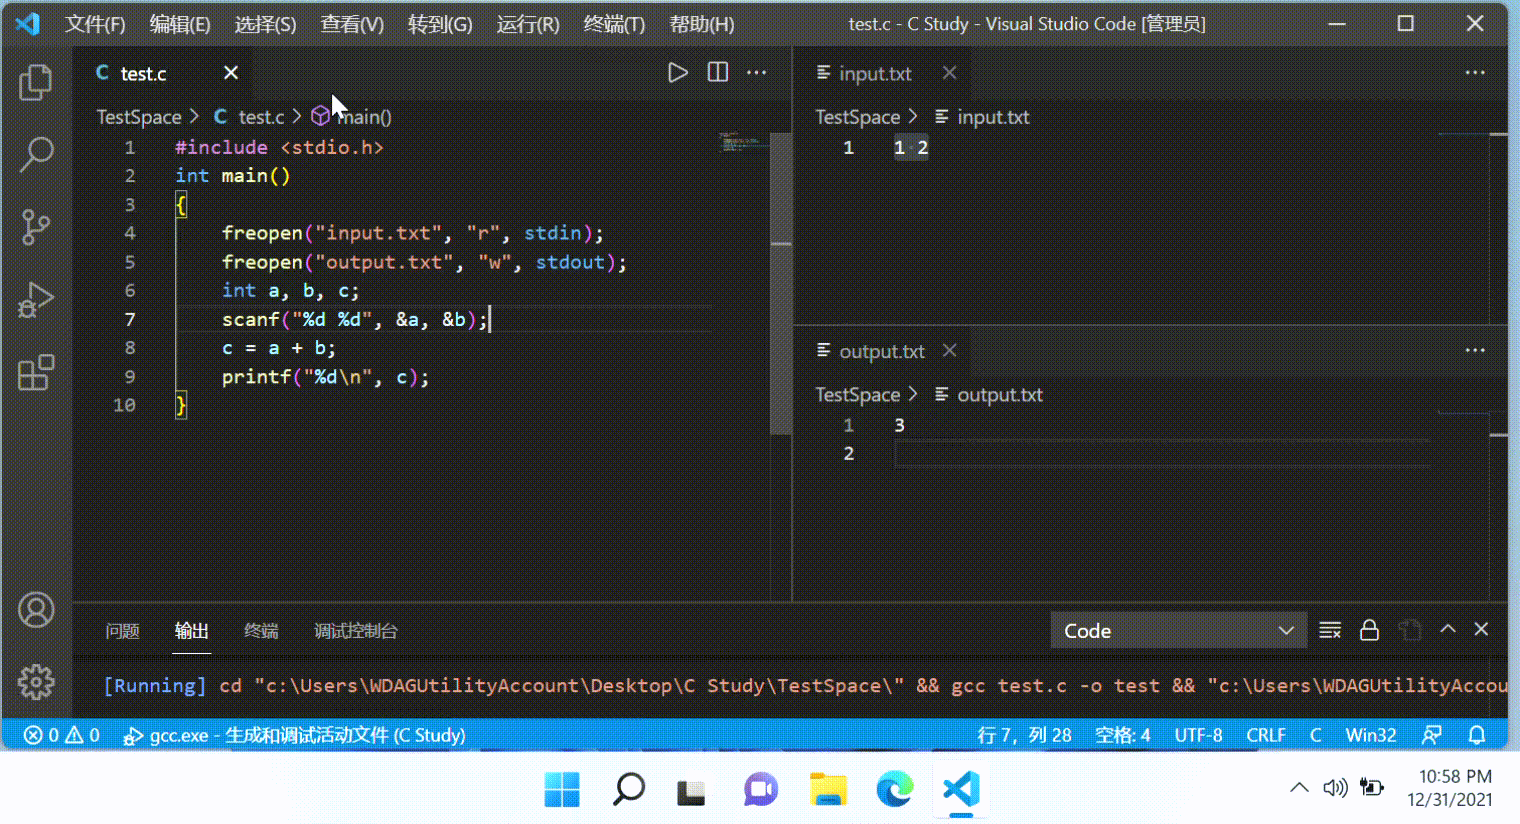 文件(F) 编辑(E) 选择(S) 查看(V) 转到(G) 运行(R) 终端(T) 帮助(H) test.c - C Study - Visual Studio Code [管理员]
C test.c
TestSpace > C test.c > main()
1 #include <stdio.h>
2 int main()
3 {
4     freopen("input.txt", "r", stdin);
5     freopen("output.txt", "w", stdout);
6     int a, b, c;
7     scanf("%d %d", &a, &b);
8     c = a + b;
9     printf("%d\n", c);
10 }
input.txt
TestSpace > input.txt
1 1 2
output.txt
TestSpace > output.txt
1 3
2
问题 输出 终端 调试控制台 Code
[Running] cd "c:\Users\WDAGUtilityAccount\Desktop\C Study\TestSpace\" && gcc test.c -o test && "c:\Users\WDAGUtilityAccou
0 0 gcc.exe - 生成和调试活动文件 (C Study) 行 7，列 28 空格: 4 UTF-8 CRLF C Win32
10:58 PM
12/31/2021